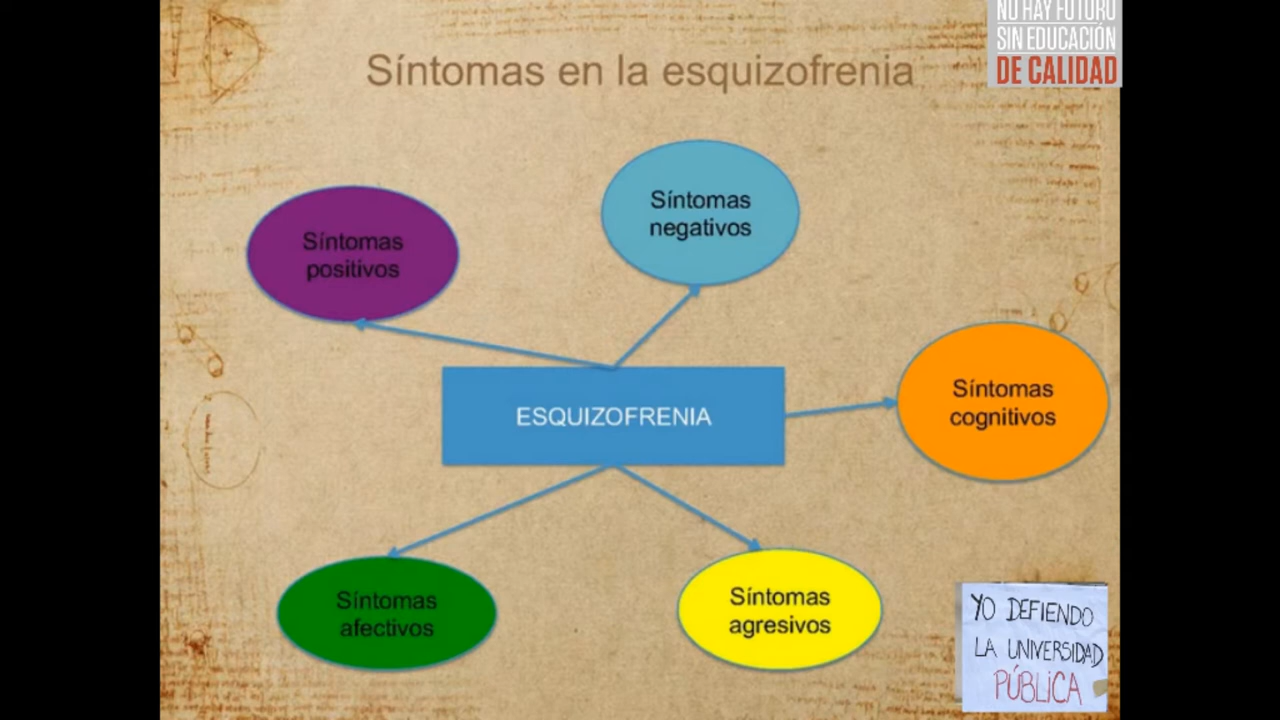 NO HAY FUTURO
SIN EDUCACIÓN
DE CALIDAD
Síntomas en la esquizofrenia
Síntomas
positivos
Síntomas
negativos
Síntomas
cognitivos
ESQUIZOFRENIA
Síntomas
afectivos
Síntomas
agresivos
YO DEFIENDO
LA UNIVERSIDAD
PÚBLICA